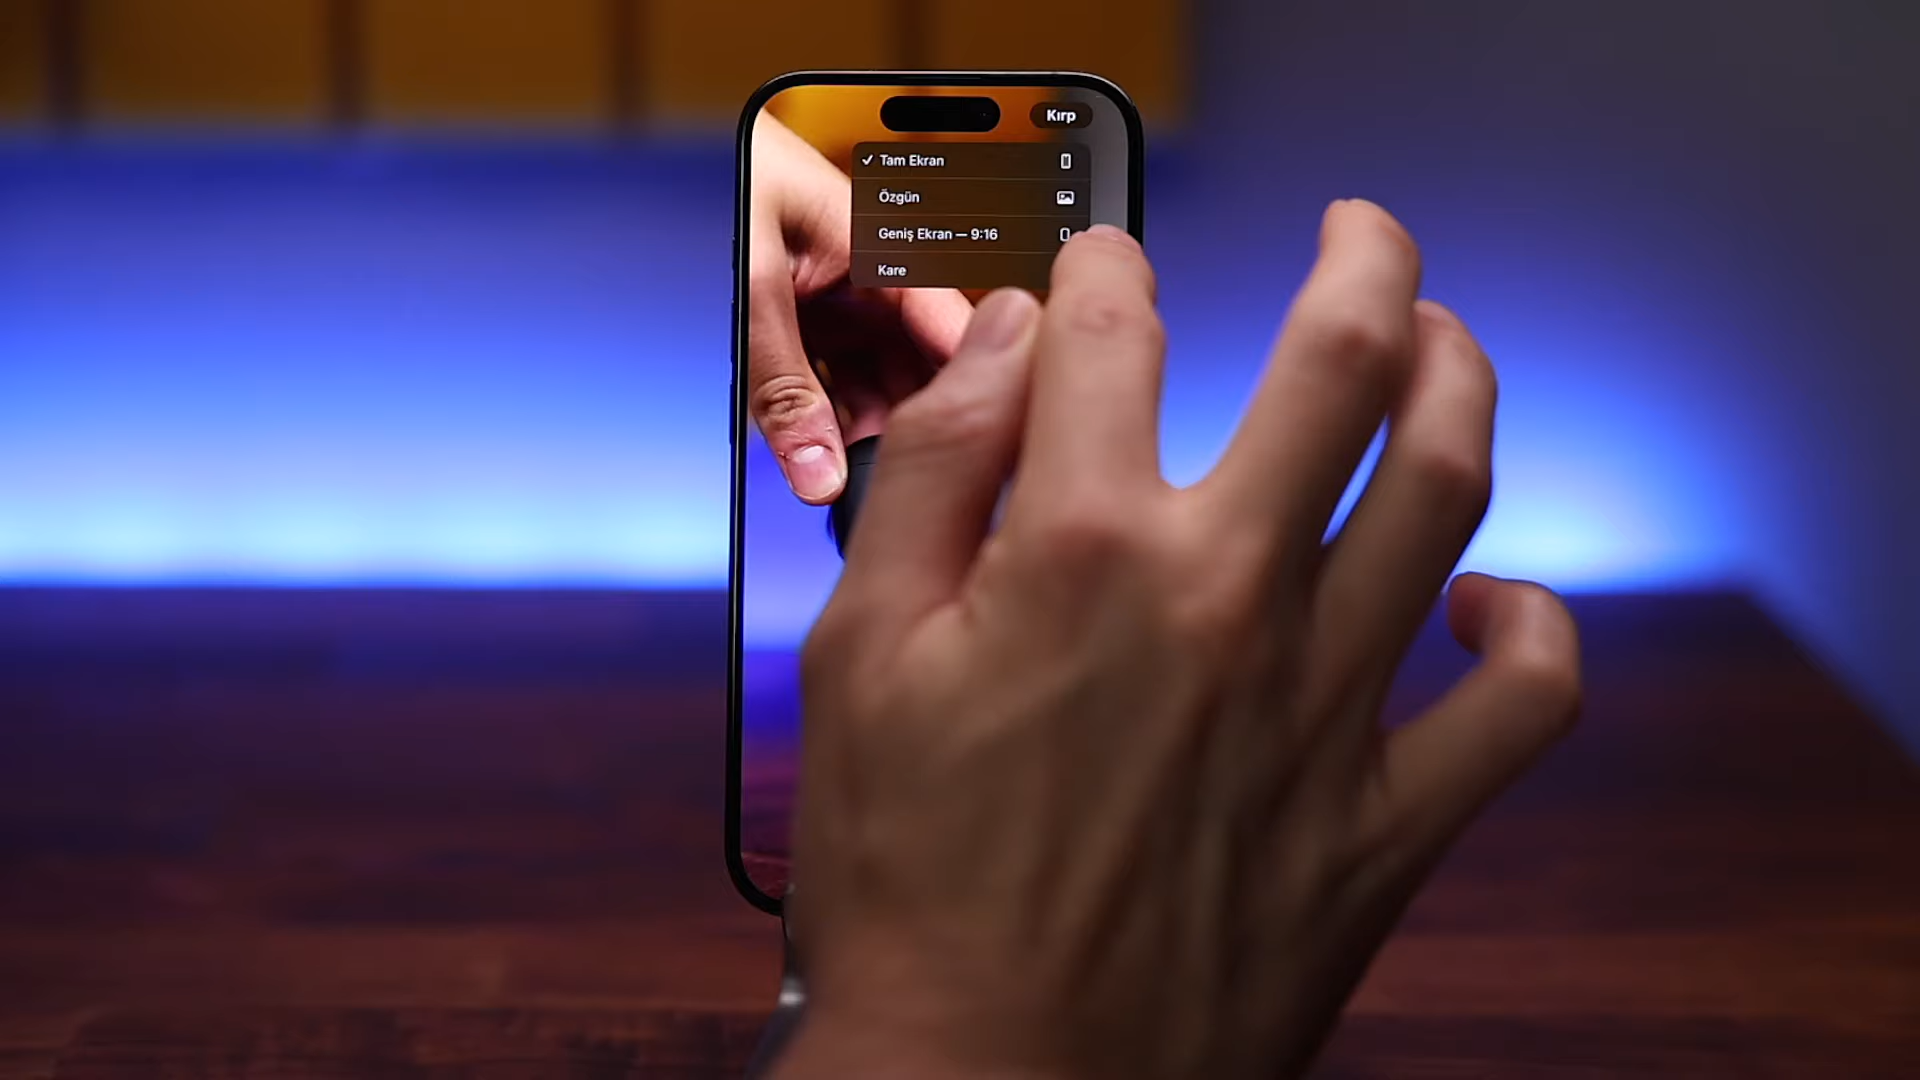 Kırp
✓ Tam Ekran
Özgün
Geniş Ekran — 9:16
Kare